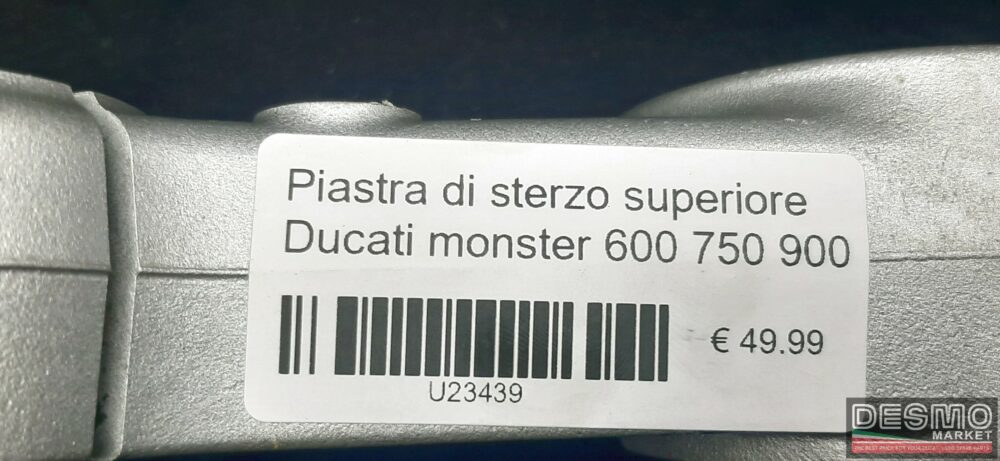 Piastra di sterzo superiore
Ducati monster 600 750 900
€ 49.99
U23439
DESMO
MARKET